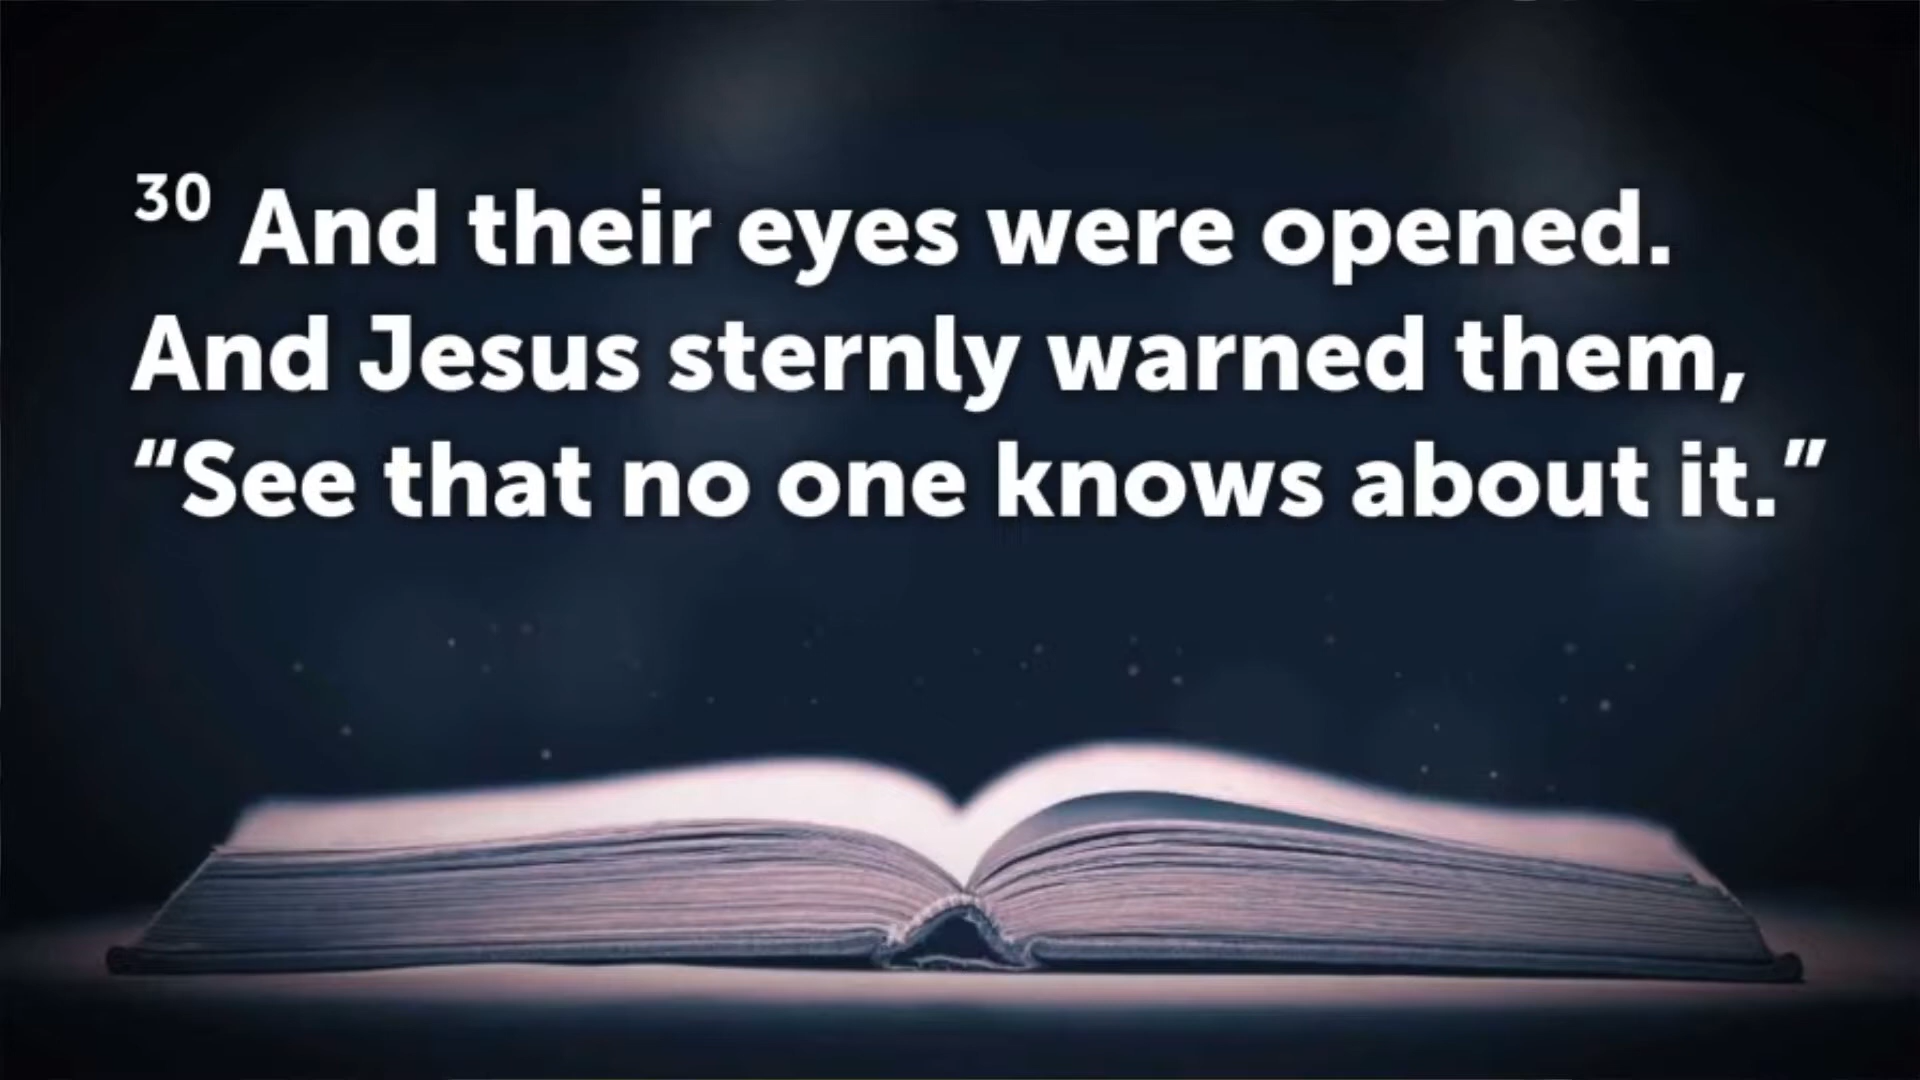 30 And their eyes were opened.
And Jesus sternly warned them,
“See that no one knows about it.”